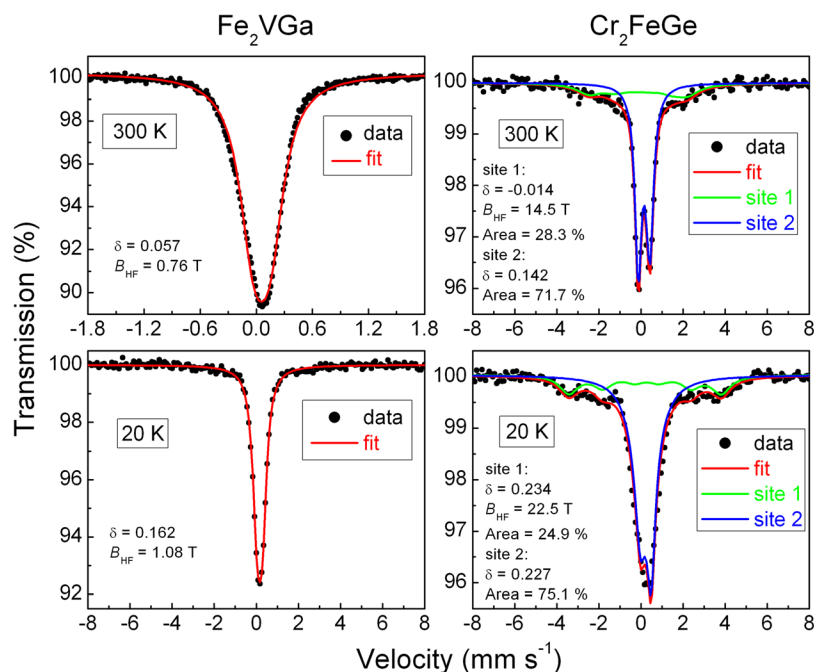 Fe₂VGa
Cr₂FeGe
Transmission (%)
100
98
96
94
92
90
300 K
data
fit
δ = 0.057
B_HF = 0.76 T
-1.8 -1.2 -0.6 0.0 0.6 1.2 1.8
100
99
98
97
96
300 K
data
fit
site 1
site 2
site 1:
δ = -0.014
B_HF = 14.5 T
Area = 28.3 %
site 2:
δ = 0.142
Area = 71.7 %
-8 -6 -4 -2 0 2 4 6 8
100
98
96
94
92
20 K
data
fit
δ = 0.162
B_HF = 1.08 T
-8 -6 -4 -2 0 2 4 6 8
100
99
98
97
96
20 K
data
fit
site 1
site 2
site 1:
δ = 0.234
B_HF = 22.5 T
Area = 24.9 %
site 2:
δ = 0.227
Area = 75.1 %
-8 -6 -4 -2 0 2 4 6 8
Velocity (mm s⁻¹)